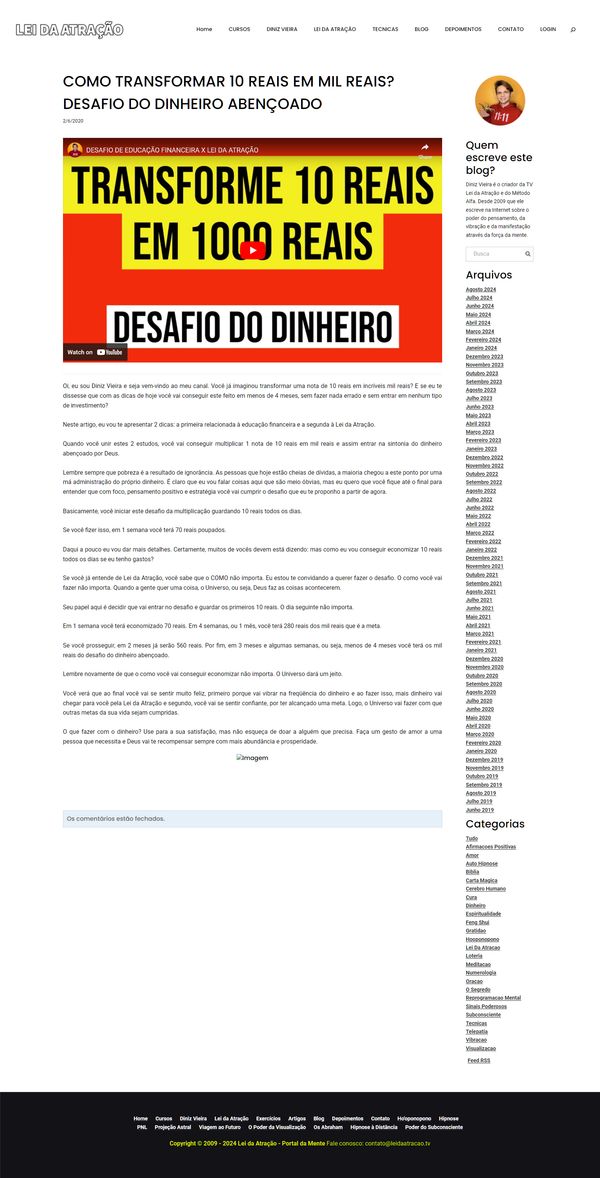 LEI DA ATRAÇÃO
Home CURSOS DINIZ VIEIRA LEI DA ATRAÇÃO TECNICAS BLOG DEPOIMENTOS CONTATO LOGIN
COMO TRANSFORMAR 10 REAIS EM MIL REAIS?
DESAFIO DO DINHEIRO ABENÇOADO
2/6/2020
DESAFIO DE EDUCAÇÃO FINANCEIRA X LEI DA ATRAÇÃO
Share
TRANSFORME 10 REAIS
EM 1000 REAIS
DESAFIO DO DINHEIRO
Watch on YouTube
Oi, eu sou Diniz Vieira e seja vem-vindo ao meu canal. Você já imaginou transformar uma nota de 10 reais em incríveis mil reais? E se eu te
dissesse que com as dicas de hoje você vai conseguir este feito em menos de 4 meses, sem fazer nada errado e sem entrar em nenhum tipo
de investimento?
Neste artigo, eu vou te apresentar 2 dicas: a primeira relacionada à educação financeira e a segunda à Lei da Atração.
Quando você unir estes 2 estudos, você vai conseguir multiplicar 1 nota de 10 reais em mil reais e assim entrar na sintonia do dinheiro
abençoado por Deus.
Lembre sempre que pobreza é a resultado de ignorância. As pessoas que hoje estão cheias de dívidas, a maioria chegou a este ponto por uma
má administração do próprio dinheiro. É claro que eu vou falar coisas aqui que são meio óbvias, mas eu quero que você fique até o final para
entender que com foco, pensamento positivo e estratégia você vai cumprir o desafio que eu te proponho a partir de agora.
Basicamente, você iniciar este desafio da multiplicação guardando 10 reais todos os dias.
Se você fizer isso, em 1 semana você terá 70 reais poupados.
Daqui a pouco eu vou dar mais detalhes. Certamente, muitos de vocês devem está dizendo: mas como eu vou conseguir economizar 10 reais
todos os dias se eu tenho gastos?
Se você já entende de Lei da Atração, você sabe que o COMO não importa. Eu estou te convidando a querer fazer o desafio. O como você vai
fazer não importa. Quando a gente quer uma coisa, o Universo, ou seja, Deus faz as coisas acontecerem.
Seu papel aqui é decidir que vai entrar no desafio e guardar os primeiros 10 reais. O dia seguinte não importa.
Em 1 semana você terá economizado 70 reais. Em 4 semanas, ou 1 mês, você terá 280 reais dos mil reais que é a meta.
Se você prosseguir, em 2 meses já serão 560 reais. Por fim, em 3 meses e algumas semanas, ou seja, menos de 4 meses você terá os mil
reais do desafio do dinheiro abençoado.
Lembre novamente de que o como você vai conseguir economizar não importa. O Universo dará um jeito.
Você verá que ao final você vai se sentir muito feliz, primeiro porque vai vibrar na freqüência do dinheiro e ao fazer isso, mais dinheiro vai
chegar para você pela Lei da Atração e segundo, você vai se sentir confiante, por ter alcançado uma meta. Logo, o Universo vai fazer com que
outras metas da sua vida sejam cumpridas.
O que fazer com o dinheiro? Use para a sua satisfação, mas não esqueça de doar a alguém que precisa. Faça um gesto de amor a uma
pessoa que necessita e Deus vai te recompensar sempre com mais abundância e prosperidade.
Imagem
Os comentários estão fechados.
11:11
Quem
escreve este
blog?
Diniz Vieira é o criador da TV
Lei da Atração e do Método
Alfa. Desde 2009 que ele
escreve na Internet sobre o
poder do pensamento, da
vibração e da manifestação
através da força da mente.
Busca
Arquivos
Agosto 2024
Julho 2024
Junho 2024
Maio 2024
Abril 2024
Março 2024
Fevereiro 2024
Janeiro 2024
Dezembro 2023
Novembro 2023
Outubro 2023
Setembro 2023
Agosto 2023
Julho 2023
Junho 2023
Maio 2023
Abril 2023
Março 2023
Fevereiro 2023
Janeiro 2023
Dezembro 2022
Novembro 2022
Outubro 2022
Setembro 2022
Agosto 2022
Julho 2022
Junho 2022
Maio 2022
Abril 2022
Março 2022
Fevereiro 2022
Janeiro 2022
Dezembro 2021
Novembro 2021
Outubro 2021
Setembro 2021
Agosto 2021
Julho 2021
Junho 2021
Maio 2021
Abril 2021
Março 2021
Fevereiro 2021
Janeiro 2021
Dezembro 2020
Novembro 2020
Outubro 2020
Setembro 2020
Agosto 2020
Julho 2020
Junho 2020
Maio 2020
Abril 2020
Março 2020
Fevereiro 2020
Janeiro 2020
Dezembro 2019
Novembro 2019
Outubro 2019
Setembro 2019
Agosto 2019
Julho 2019
Junho 2019
Categorias
Tudo
Afirmacoes Positivas
Amor
Auto Hipnose
Biblia
Carta Magica
Cerebro Humano
Cura
Dinheiro
Espiritualidade
Feng Shui
Gratidao
Hooponopono
Lei Da Atracao
Loteria
Meditacao
Numerologia
Oracao
O Segredo
Reprogramacao Mental
Sinais Poderosos
Subconsciente
Tecnicas
Telepatia
Vibracao
Visualizacao
Feed RSS
Home Cursos Diniz Vieira Lei da Atração Exercícios Artigos Blog Depoimentos Contato Ho'oponopono Hipnose
PNL Projeção Astral Viagem ao Futuro O Poder da Visualização Os Abraham Hipnose à Distância Poder do Subconsciente
Copyright © 2009 - 2024 Lei da Atração - Portal da Mente Fale conosco: contato@leidaatracao.tv